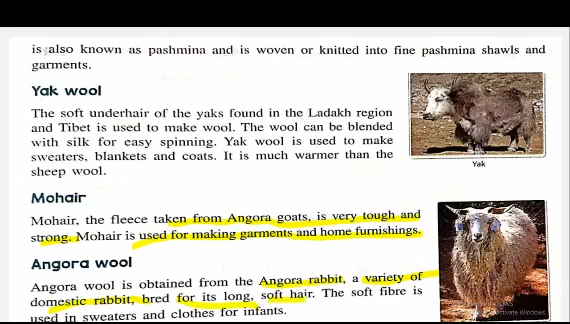 is also known as pashmina and is woven or knitted into fine pashmina shawls and
garments.
Yak wool
The soft underhair of the yaks found in the Ladakh region
and Tibet is used to make wool. The wool can be blended
with silk for easy spinning. Yak wool is used to make
sweaters, blankets and coats. It is much warmer than the
sheep wool.
Yak
Mohair
Mohair, the fleece taken from Angora goats, is very tough and
strong. Mohair is used for making garments and home furnishings.
Angora wool
Angora wool is obtained from the Angora rabbit, a variety of
domestic rabbit, bred for its long, soft hair. The soft fibre is
used in sweaters and clothes for infants.
Activate Windows